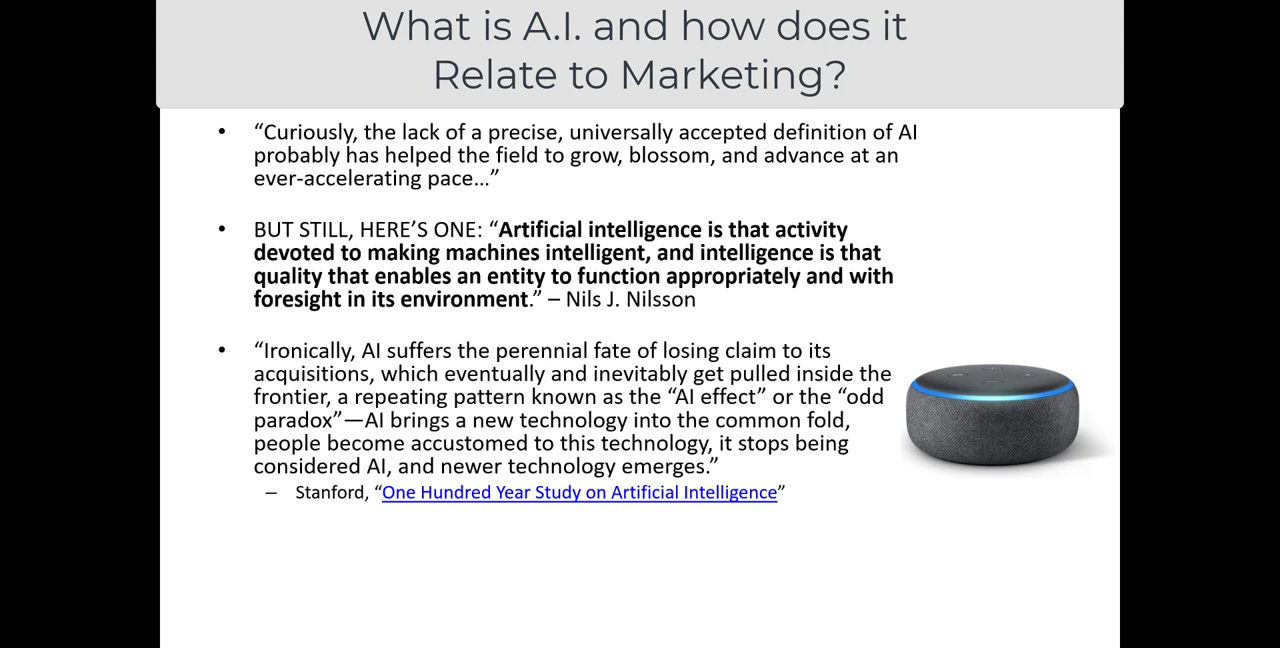 What is A.I. and how does it
Relate to Marketing?
• “Curiously, the lack of a precise, universally accepted definition of AI
probably has helped the field to grow, blossom, and advance at an
ever-accelerating pace…”
• BUT STILL, HERE’S ONE: “Artificial intelligence is that activity
devoted to making machines intelligent, and intelligence is that
quality that enables an entity to function appropriately and with
foresight in its environment.” – Nils J. Nilsson
• “Ironically, AI suffers the perennial fate of losing claim to its
acquisitions, which eventually and inevitably get pulled inside the
frontier, a repeating pattern known as the “AI effect” or the “odd
paradox”—AI brings a new technology into the common fold,
people become accustomed to this technology, it stops being
considered AI, and newer technology emerges.”
– Stanford, “One Hundred Year Study on Artificial Intelligence”